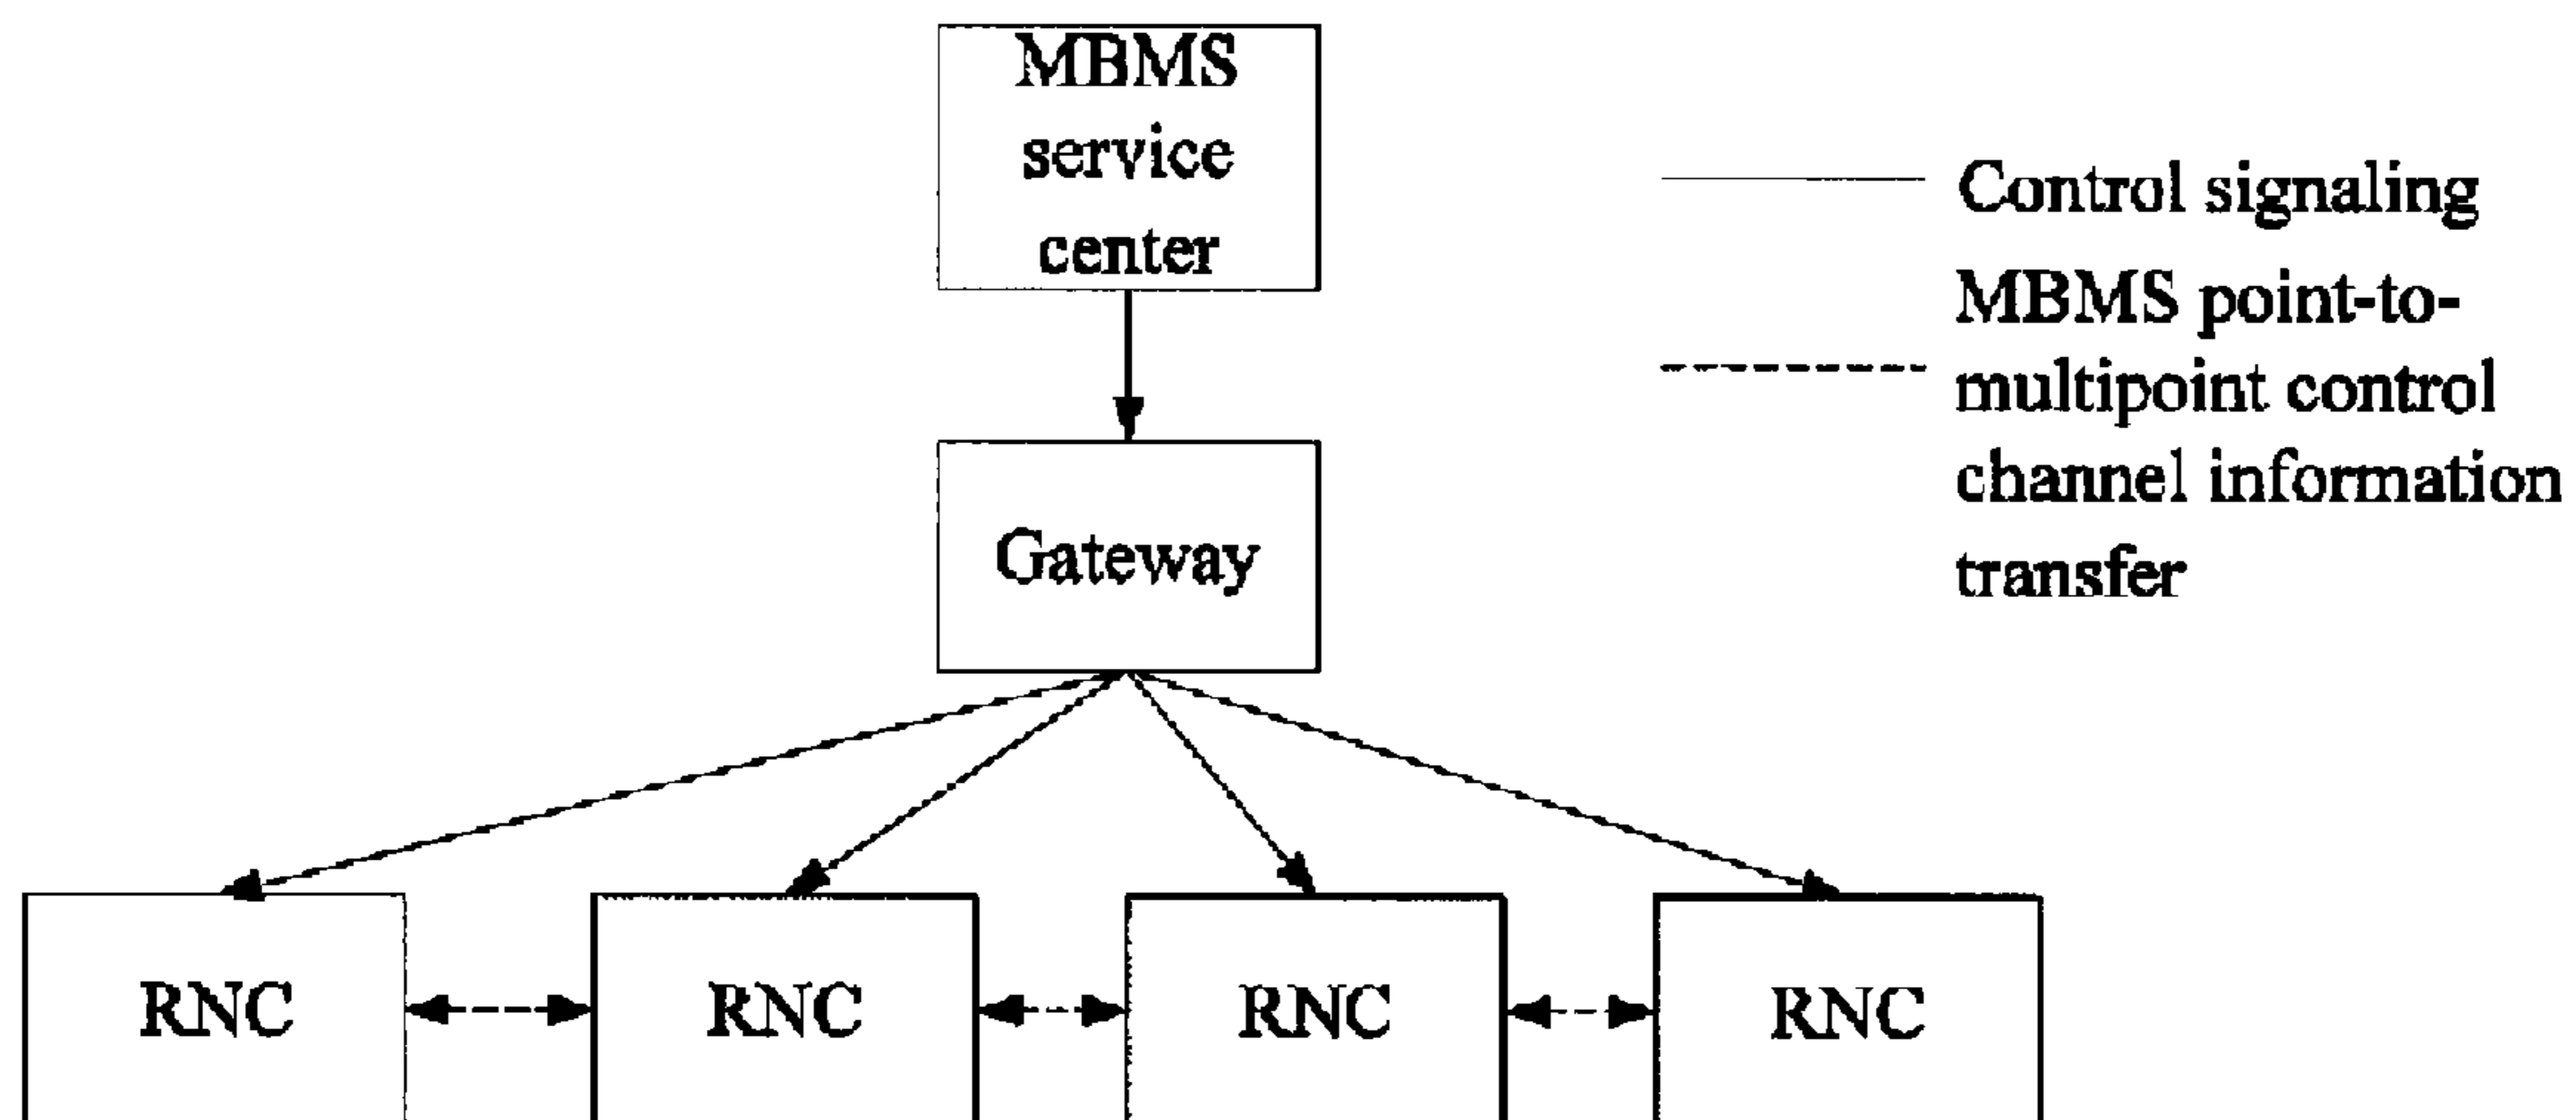 MBMS
service
center
Control signaling
MBMS point-to-
multipoint control
channel information
transfer
Gateway
RNC
RNC
RNC
RNC